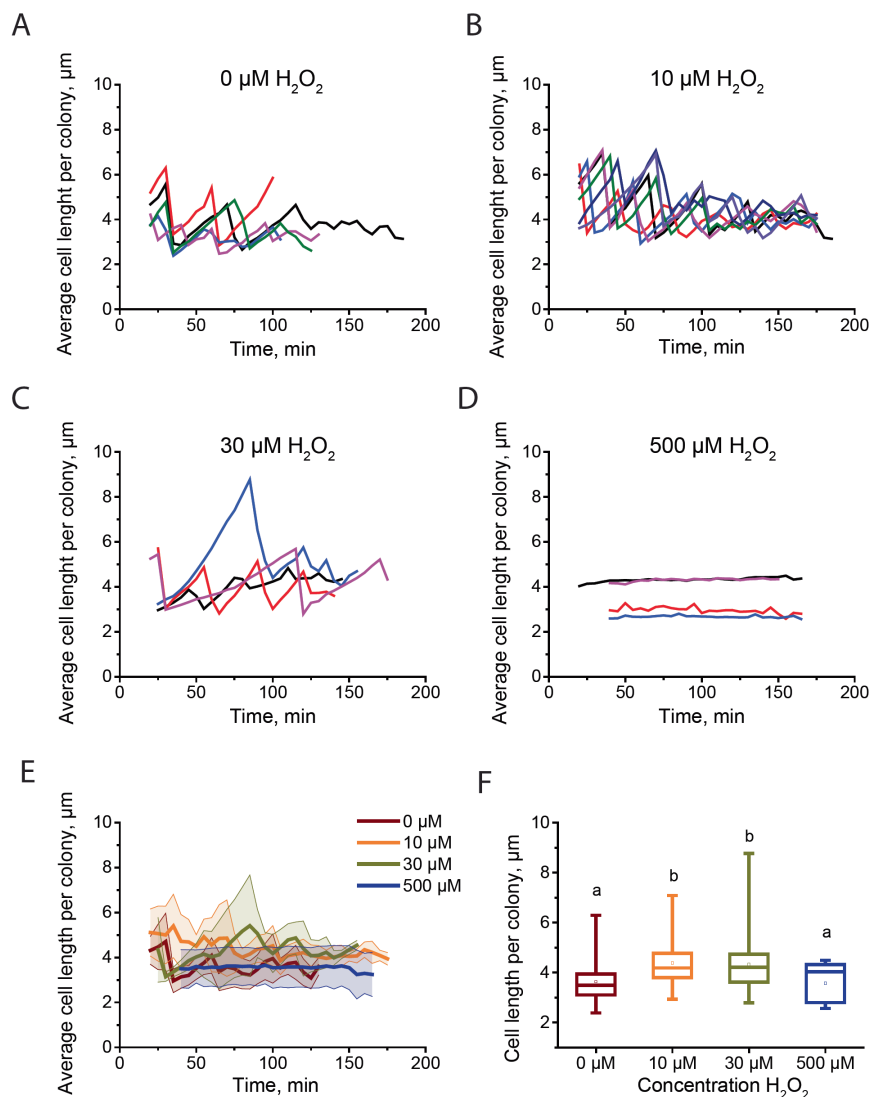 A
0 µM H₂O₂
Average cell lenght per colony, µm
10
8
6
4
2
0
0 50 100 150 200
Time, min
B
10 µM H₂O₂
Average cell lenght per colony, µm
10
8
6
4
2
0
0 50 100 150 200
Time, min
C
30 µM H₂O₂
Average cell lenght per colony, µm
10
8
6
4
2
0
0 50 100 150 200
Time, min
D
500 µM H₂O₂
Average cell lenght per colony, µm
10
8
6
4
2
0
0 50 100 150 200
Time, min
E
Average cell length per colony, µm
10
8
6
4
2
0
0 µM
10 µM
30 µM
500 µM
0 50 100 150 200
Time, min
F
Cell length per colony, µm
10
8
6
4
2
a
b
b
a
0 µM 10 µM 30 µM 500 µM
Concentration H₂O₂